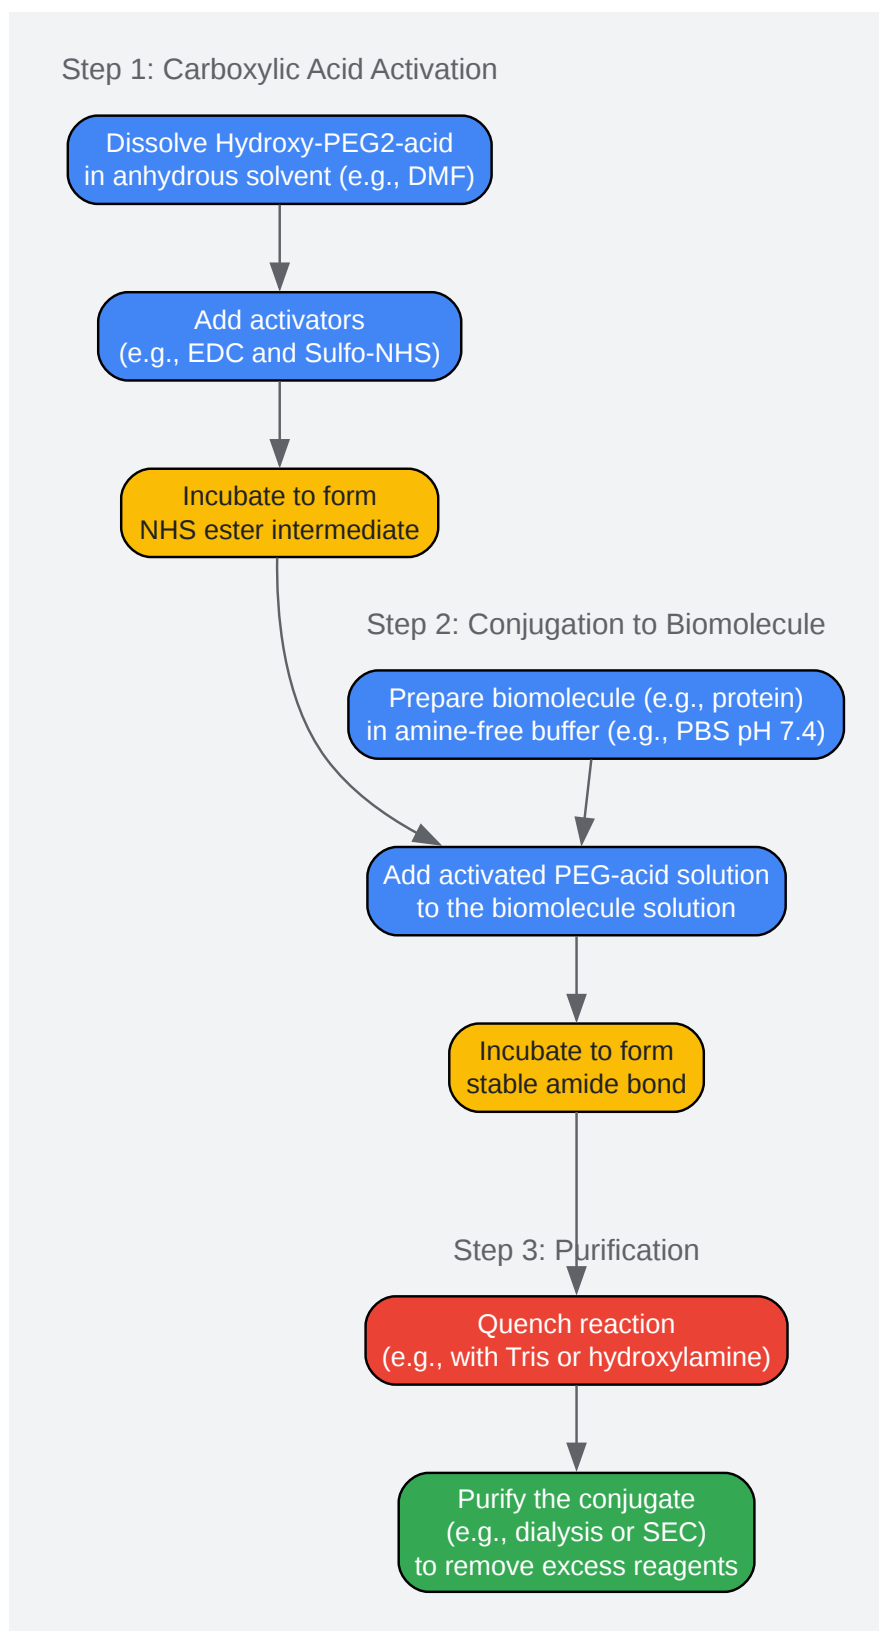 Step 1: Carboxylic Acid Activation
Dissolve Hydroxy-PEG2-acid
in anhydrous solvent (e.g., DMF)
Add activators
(e.g., EDC and Sulfo-NHS)
Incubate to form
NHS ester intermediate
Step 2: Conjugation to Biomolecule
Prepare biomolecule (e.g., protein)
in amine-free buffer (e.g., PBS pH 7.4)
Add activated PEG-acid solution
to the biomolecule solution
Incubate to form
stable amide bond
Step 3: Purification
Quench reaction
(e.g., with Tris or hydroxylamine)
Purify the conjugate
(e.g., dialysis or SEC)
to remove excess reagents